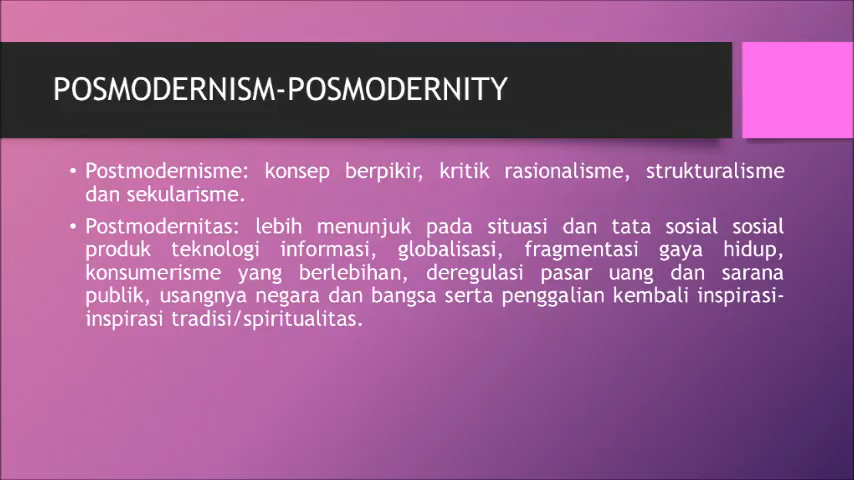 POSMODERNISM-POSMODERNITY
• Postmodernisme: konsep berpikir, kritik rasionalisme, strukturalisme
dan sekularisme.
• Postmodernitas: lebih menunjuk pada situasi dan tata sosial sosial
produk teknologi informasi, globalisasi, fragmentasi gaya hidup,
konsumerisme yang berlebihan, deregulasi pasar uang dan sarana
publik, usangnya negara dan bangsa serta penggalian kembali inspirasi-
inspirasi tradisi/spiritualitas.